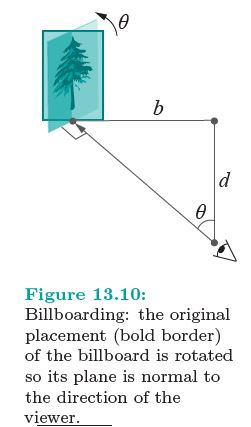 θ
b
d
θ
Figure 13.10:
Billboarding: the original
placement (bold border)
of the billboard is rotated
so its plane is normal to
the direction of the
viewer.